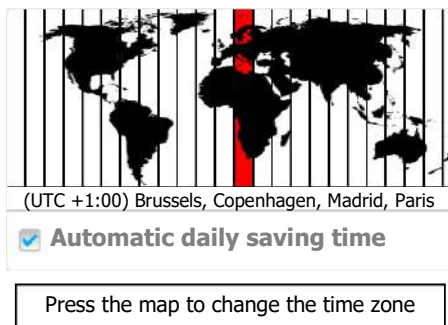 (UTC +1:00) Brussels, Copenhagen, Madrid, Paris
Automatic daily saving time
Press the map to change the time zone